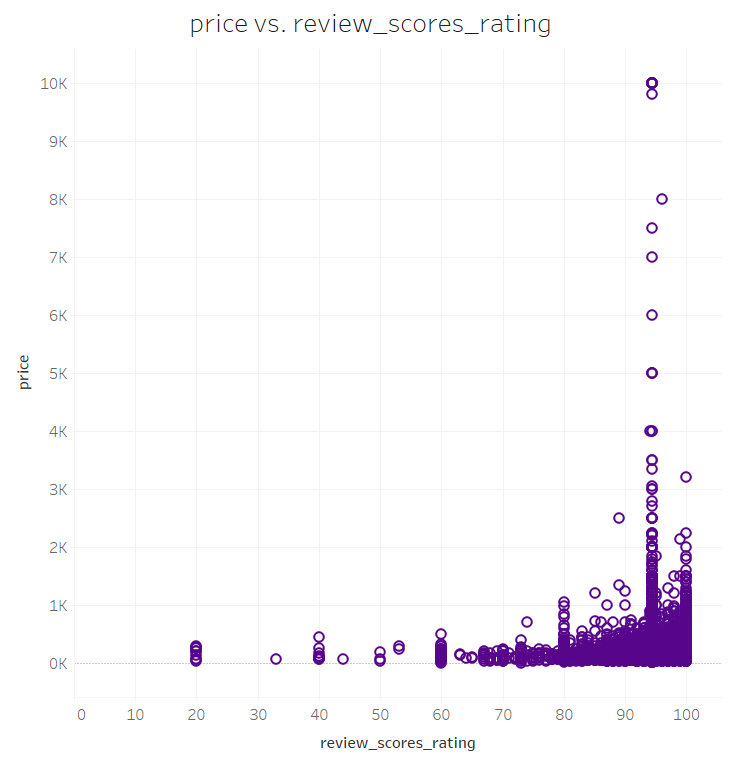 price vs. review_scores_rating
10K
9K
8K
7K
6K
5K
4K
3K
2K
1K
0K
price
0 10 20 30 40 50 60 70 80 90 100
review_scores_rating